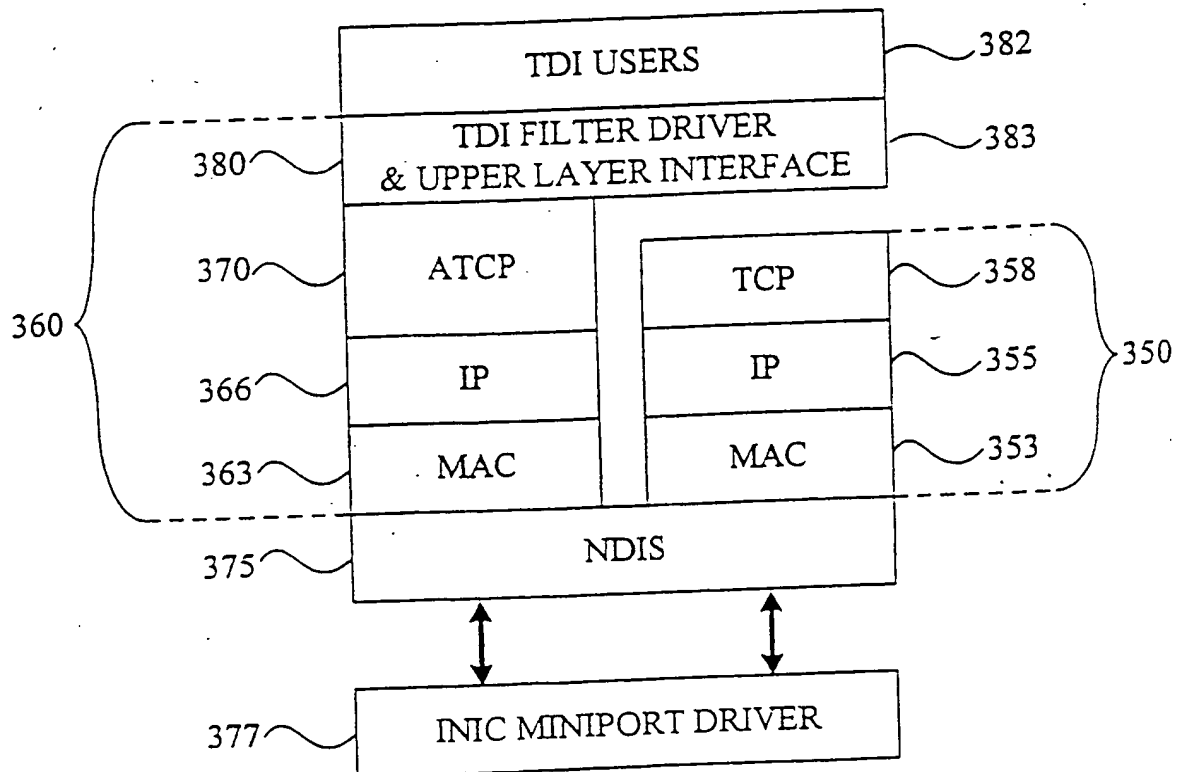 TDI USERS
382
TDI FILTER DRIVER
& UPPER LAYER INTERFACE
380
383
370
ATCP
TCP
358
360
350
366
IP
IP
355
363
MAC
MAC
353
375
NDIS
377
INIC MINIPORT DRIVER